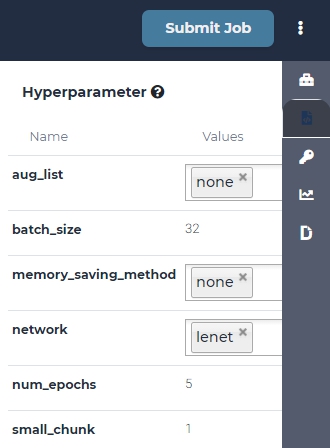 Submit Job
Hyperparameter
Name Values
aug_list none ×
batch_size 32
memory_saving_method none ×
network lenet ×
num_epochs 5
small_chunk 1